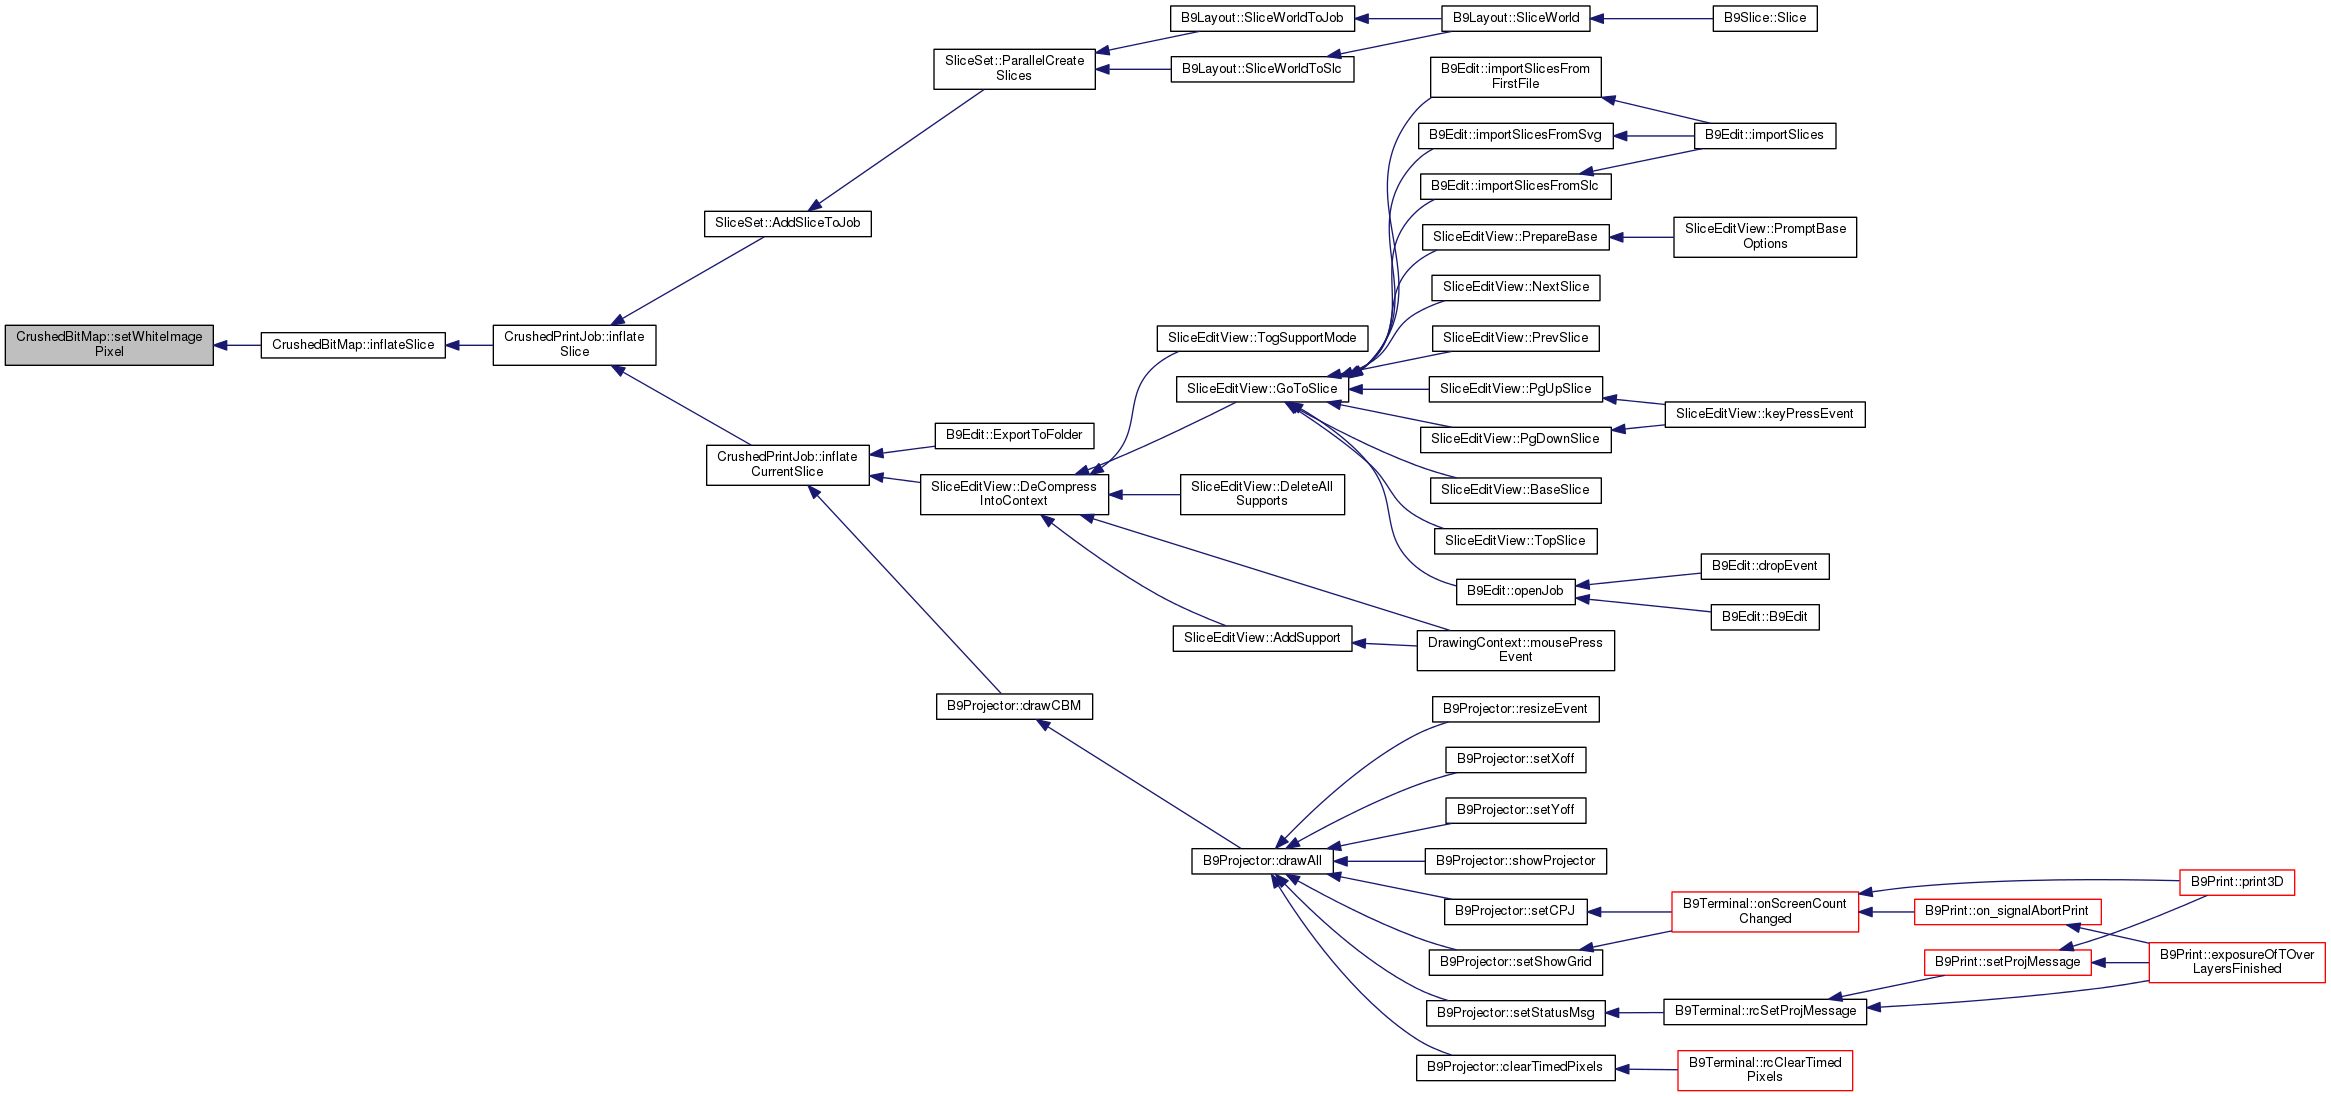 B9Layout::SliceWorldToJob
B9Layout::SliceWorld
B9Slice::Slice
SliceSet::ParallelCreate
Slices
B9Layout::SliceWorldToSlc
B9Edit::importSlicesFrom
FirstFile
B9Edit::importSlicesFromSvg
B9Edit::importSlices
B9Edit::importSlicesFromSlc
SliceSet::AddSliceToJob
SliceEditView::PrepareBase
SliceEditView::PromptBase
Options
SliceEditView::NextSlice
CrushedBitMap::setWhiteImage
Pixel
CrushedBitMap::inflateSlice
CrushedPrintJob::inflate
Slice
SliceEditView::TogSupportMode
SliceEditView::PrevSlice
SliceEditView::GoToSlice
SliceEditView::PgUpSlice
SliceEditView::keyPressEvent
B9Edit::ExportToFolder
SliceEditView::PgDownSlice
CrushedPrintJob::inflate
CurrentSlice
SliceEditView::DeCompress
IntoContext
SliceEditView::DeleteAll
Supports
SliceEditView::BaseSlice
SliceEditView::TopSlice
B9Edit::openJob
B9Edit::dropEvent
B9Edit::B9Edit
SliceEditView::AddSupport
DrawingContext::mousePress
Event
B9Projector::drawCBM
B9Projector::resizeEvent
B9Projector::setXoff
B9Projector::setYoff
B9Projector::drawAll
B9Projector::showProjector
B9Projector::setCPJ
B9Terminal::onScreenCount
Changed
B9Print::print3D
B9Print::on_signalAbortPrint
B9Projector::setShowGrid
B9Print::setProjMessage
B9Print::exposureOfTOver
LayersFinished
B9Projector::setStatusMsg
B9Terminal::rcSetProjMessage
B9Projector::clearTimedPixels
B9Terminal::rcClearTimed
Pixels